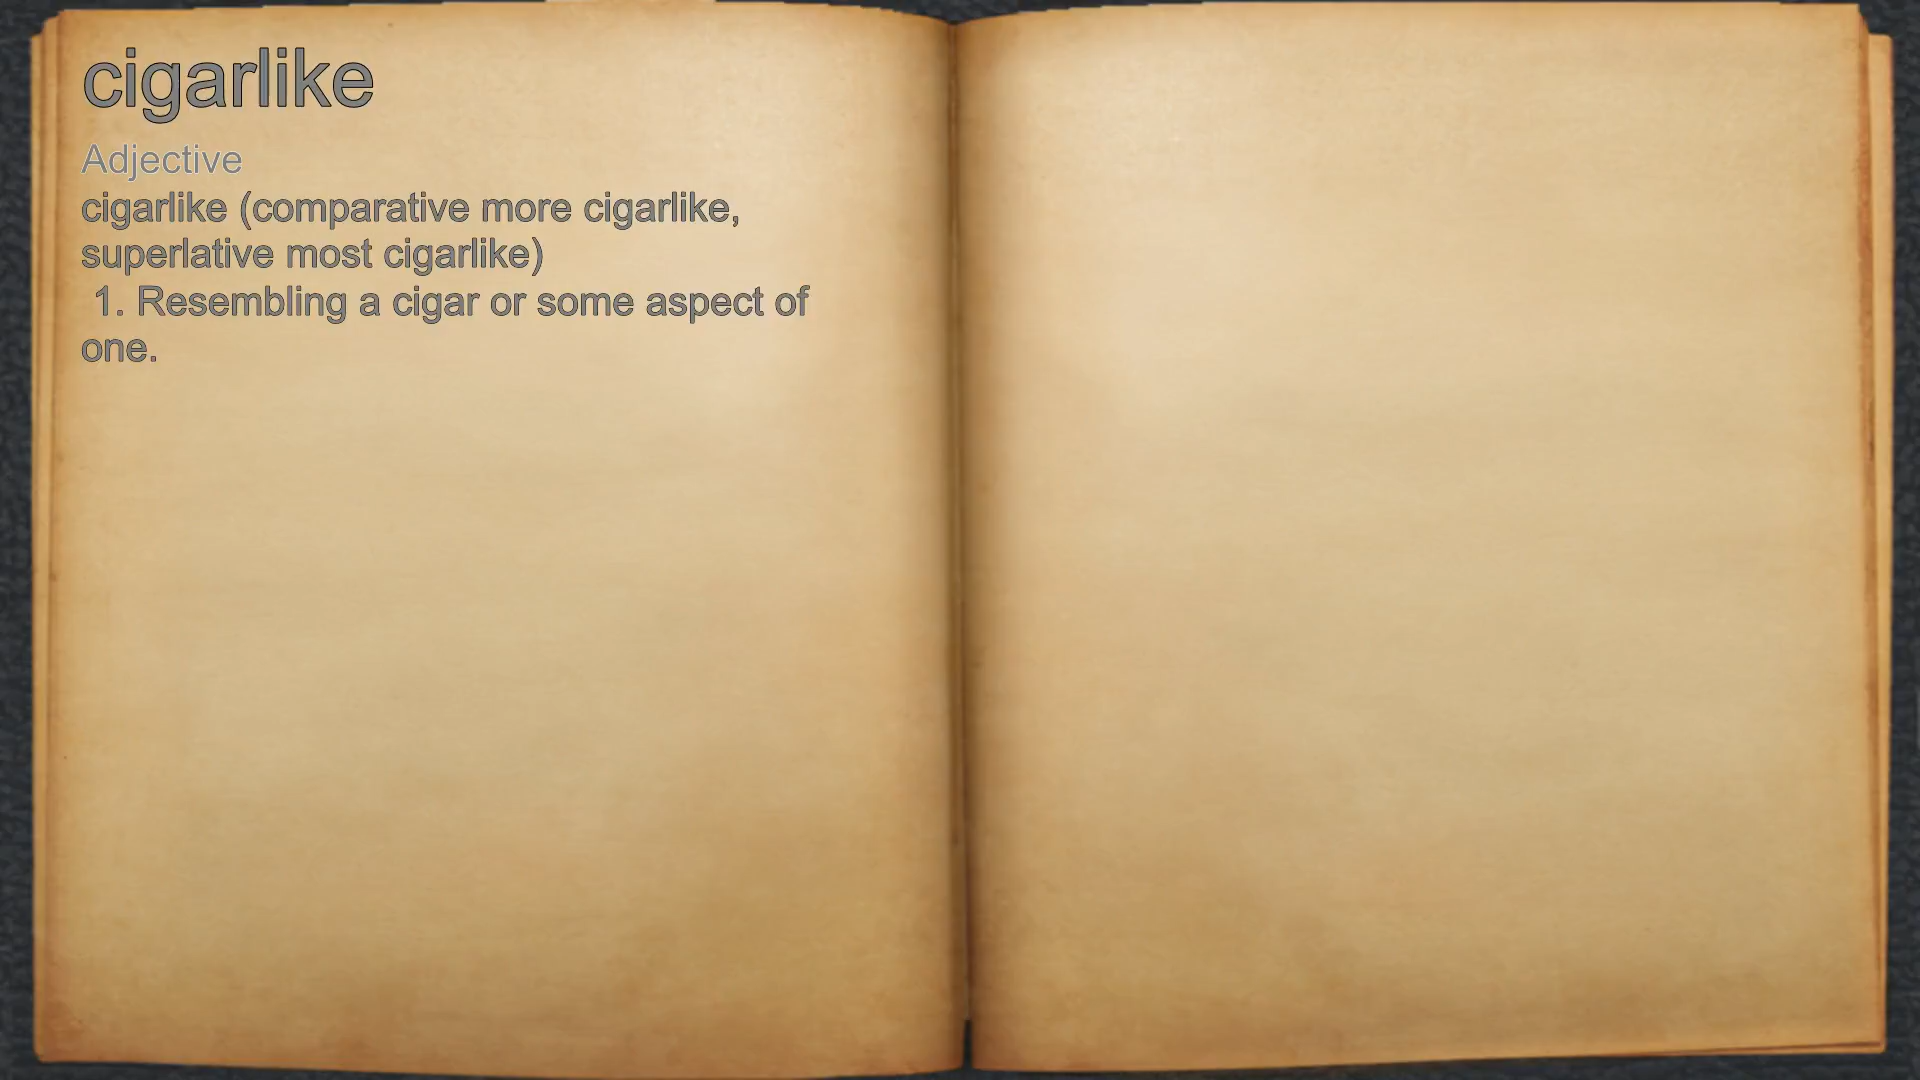 cigarlike
Adjective
cigarlike (comparative more cigarlike,
superlative most cigarlike)
1. Resembling a cigar or some aspect of
one.